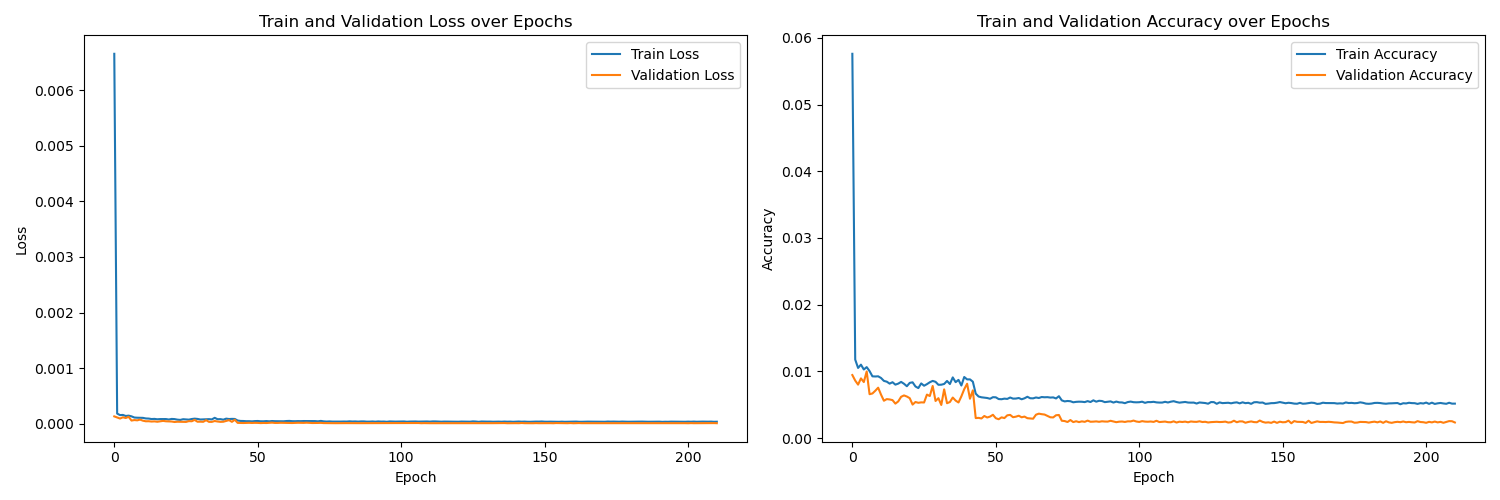 Train and Validation Loss over Epochs
Train Loss
Validation Loss
Loss
0.006
0.005
0.004
0.003
0.002
0.001
0.000
0
50
100
150
200
Epoch
Train and Validation Accuracy over Epochs
Train Accuracy
Validation Accuracy
Accuracy
0.06
0.05
0.04
0.03
0.02
0.01
0.00
0
50
100
150
200
Epoch